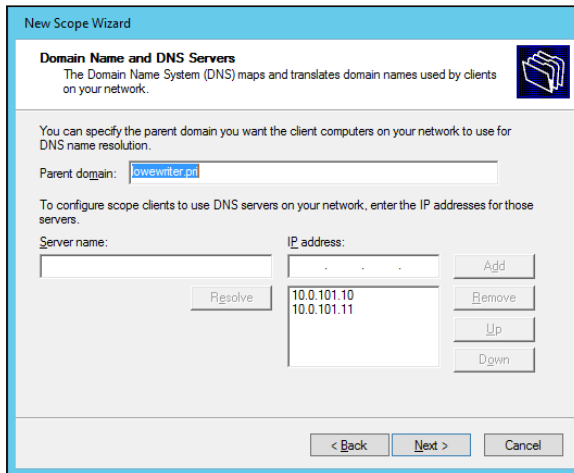 New Scope Wizard
Domain Name and DNS Servers
The Domain Name System (DNS) maps and translates domain names used by clients
on your network.
You can specify the parent domain you want the client computers on your network to use for
DNS name resolution.
Parent domain: lowewriter.pri
To configure scope clients to use DNS servers on your network, enter the IP addresses for those
servers.
Server name: IP address:
. . . Add
Resolve 10.0.101.10 Remove
10.0.101.11
Up
Down
< Back Next > Cancel